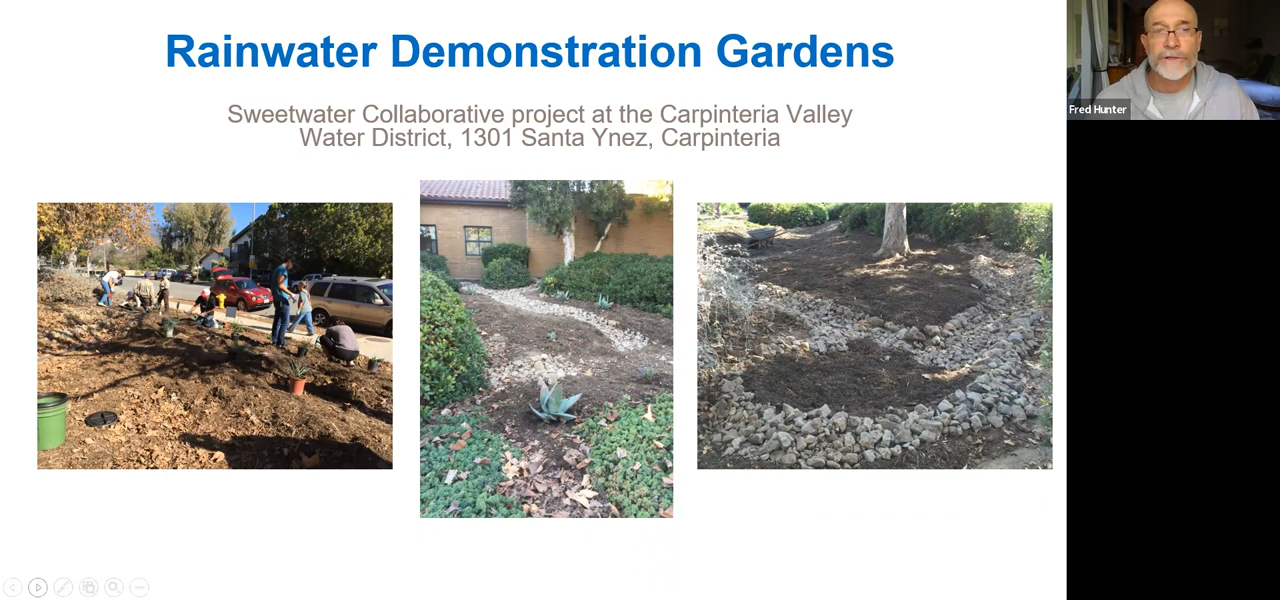 Rainwater Demonstration Gardens
Sweetwater Collaborative project at the Carpinteria Valley
Water District, 1301 Santa Ynez, Carpinteria
Fred Hunter